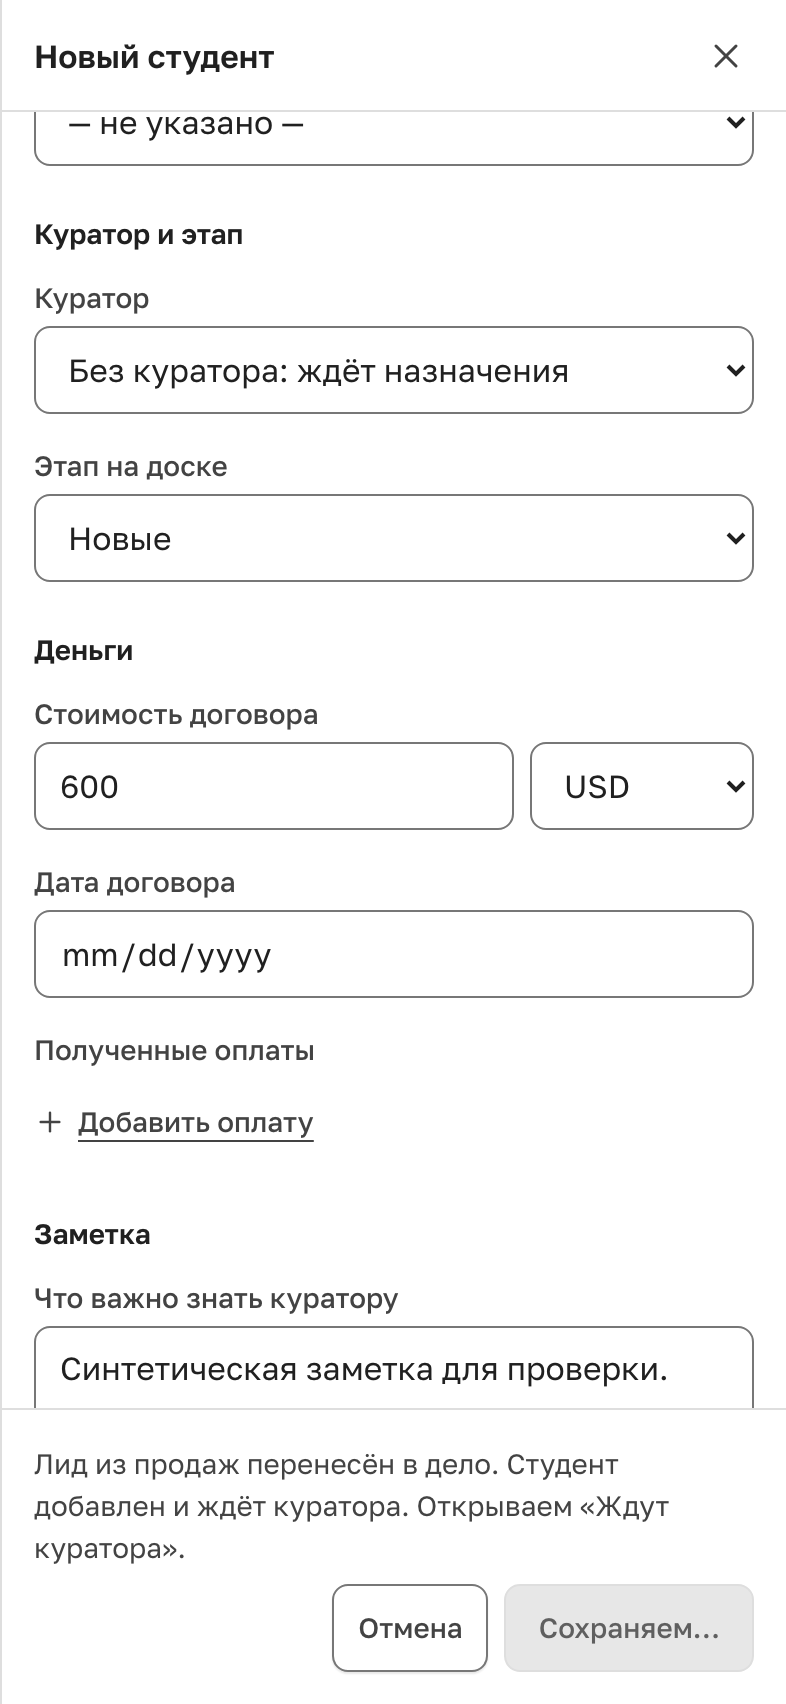 Новый студент
— не указано —
Куратор и этап
Куратор
Без куратора: ждёт назначения
Этап на доске
Новые
Деньги
Стоимость договора
600
USD
Дата договора
mm/dd/yyyy
Полученные оплаты
+ Добавить оплату
Заметка
Что важно знать куратору
Синтетическая заметка для проверки.
Лид из продаж перенесён в дело. Студент
добавлен и ждёт куратора. Открываем «Ждут
куратора».
Отмена
Сохраняем…